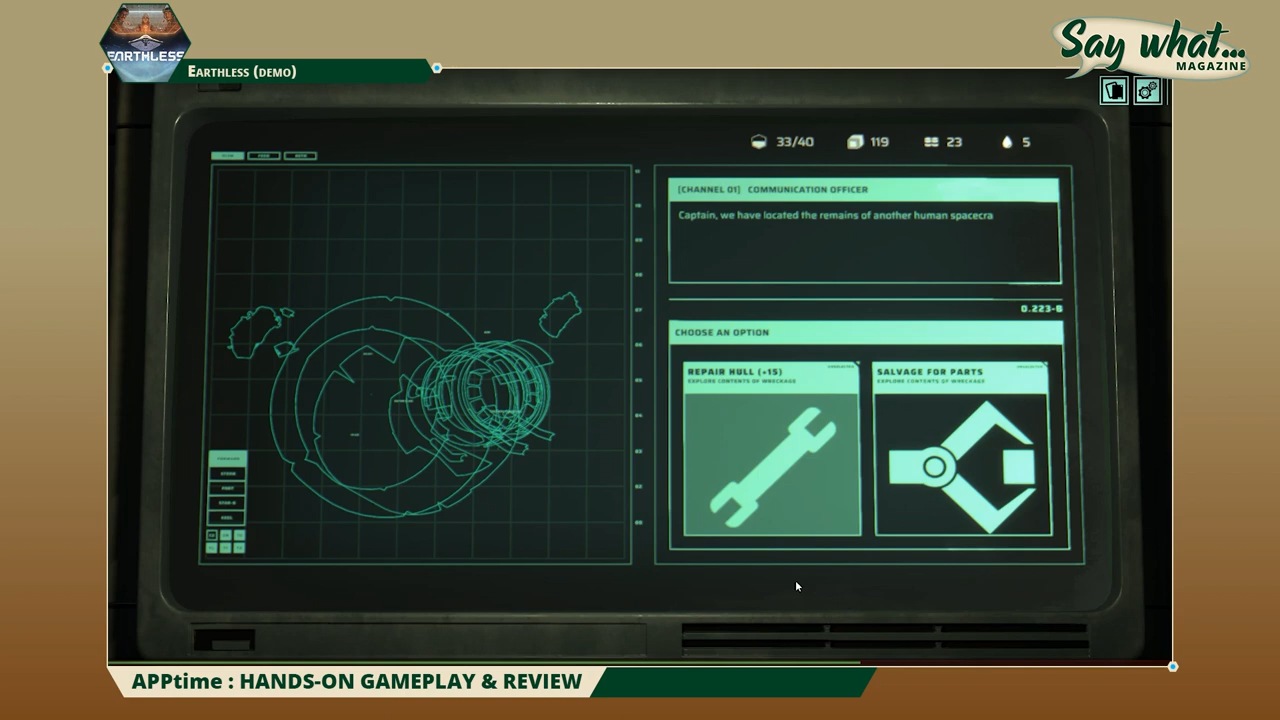 EARTHLESS
EARTHLESS (DEMO)
Say what...
MAGAZINE
33/40
119
23
5
[CHANNEL 01] COMMUNICATION OFFICER
Captain, we have located the remains of another human spacecra
0.223-B
CHOOSE AN OPTION
REPAIR HULL (+15)
EXPLORE CONTENTS OF WRECKAGE
SALVAGE FOR PARTS
EXPLORE CONTENTS OF WRECKAGE
APPtime : HANDS-ON GAMEPLAY & REVIEW